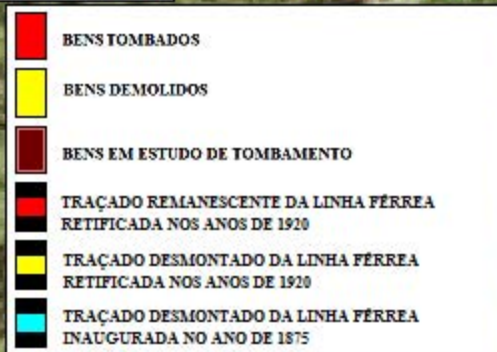 BENS TOMBADOS
BENS DEMOLIDOS
BENS EM ESTUDO DE TOMBAMENTO
TRAÇADO REMANESCENTE DA LINHA FÉRREA
RETIFICADA NOS ANOS DE 1920
TRAÇADO DESMONTADO DA LINHA FÉRREA
RETIFICADA NOS ANOS DE 1920
TRAÇADO DESMONTADO DA LINHA FÉRREA
INAUGURADA NO ANO DE 1875